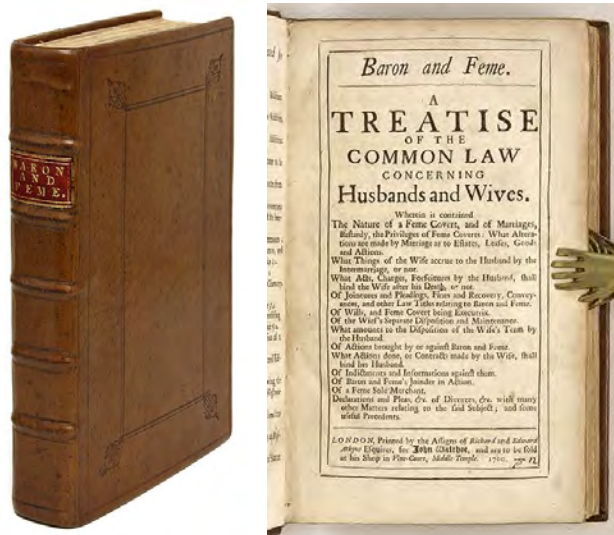 BARON
AND
FEME.
Baron and Feme.
A
TREATISE
OF THE
COMMON LAW
CONCERNING
Husbands and Wives.
Wherein is contained
The Nature of a Feme Covert, and of Marriages,
Bastardy, the Privileges of Feme Coverts: What Altera-
tions are made by Marriage as to Estates, Leases, Goods
and Actions.
What Things of the Wife accrue to the Husband by the
Intermarriage, or not.
What Acts, Charges, Forfeitures by the Husband, shall
bind the Wife after his Death, or not.
Of Jointures and Pleadings, Fines and Recovery, Convey-
ances, and other Law Titles relating to Baron and Feme.
Of Wills, and Feme Covert being Executrix.
Of the Wife's Separate Disposition and Maintenance.
What amounts to the Disposition of the Wife's Term by
the Husband.
Of Actions brought by or against Baron and Feme.
What Actions done, or Contracts made by the Wife, shall
bind her Husband.
Of Indictments and Informations against them.
Of Baron and Feme's Joinder in Action.
Of a Feme Sole Merchant.
Declarations and Pleas, &c. of Divorces, &c. with many
other Matters relating to the said Subject; and some
useful Precedents.
LONDON, Printed by the Assigns of Richard and Edward
Atkyns Esquires, for John Walthoe, and are to be sold
at his Shop in Vine-Court, Middle Temple. 1700.